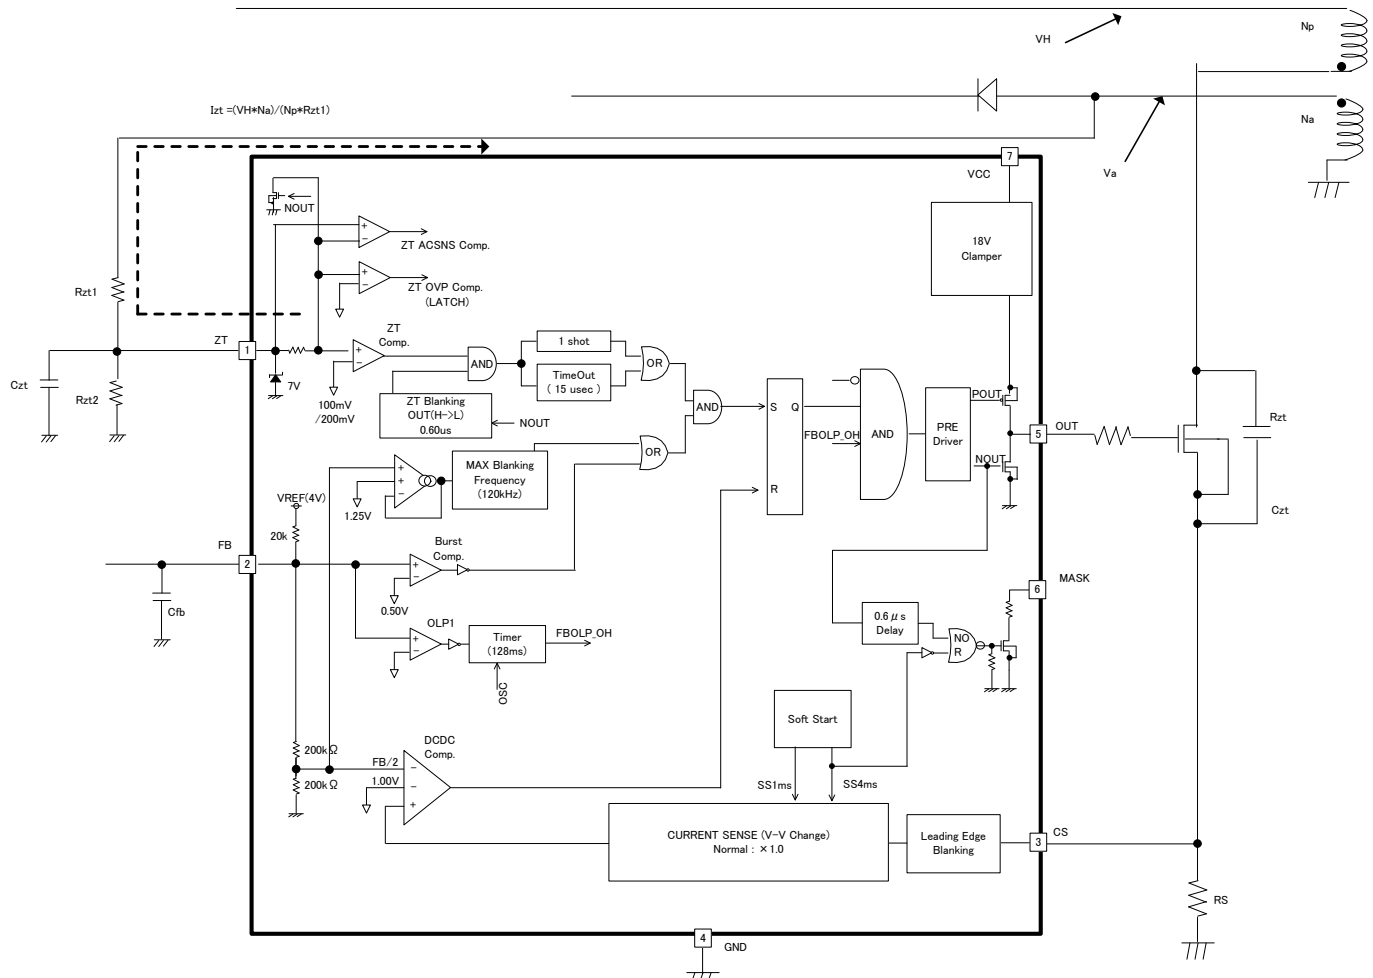 Np
VH
Izt =(VH*Na)/(Np*Rzt1)
Na
Va
7
VCC
NOUT
18V
Clamper
ZT ACSNS Comp.
ZT OVP Comp.
(LATCH)
Rzt1
ZT
1
ZT
Comp.
1 shot
OR
AND
TimeOut
( 15 usec )
7V
Czt
Rzt2
100mV
/200mV
ZT Blanking
OUT(H->L)
0.60us
NOUT
AND
S
Q
R
FBOLP_OH
AND
PRE
Driver
POUT
NOUT
5
OUT
Rzt
Czt
OR
MAX Blanking
Frequency
(120kHz)
1.25V
VREF(4V)
20k
FB
2
Cfb
Burst
Comp.
0.50V
OLP1
Timer
(128ms)
FBOLP_OH
OSC
0.6μs
Delay
NO
R
6
MASK
Soft Start
SS1ms
SS4ms
200kΩ
200kΩ
FB/2
1.00V
DCDC
Comp.
CURRENT SENSE (V-V Change)
Normal : ×1.0
Leading Edge
Blanking
3
CS
RS
4
GND